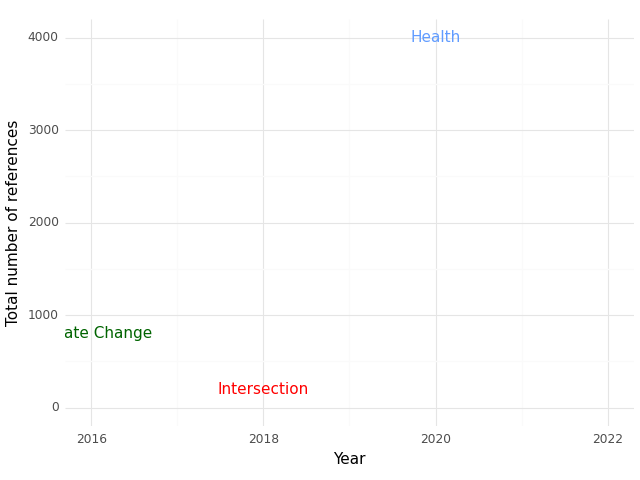 4000
Health
3000
2000
Total number of references
1000
ate Change
Intersection
0
2016 2018 2020 2022
Year